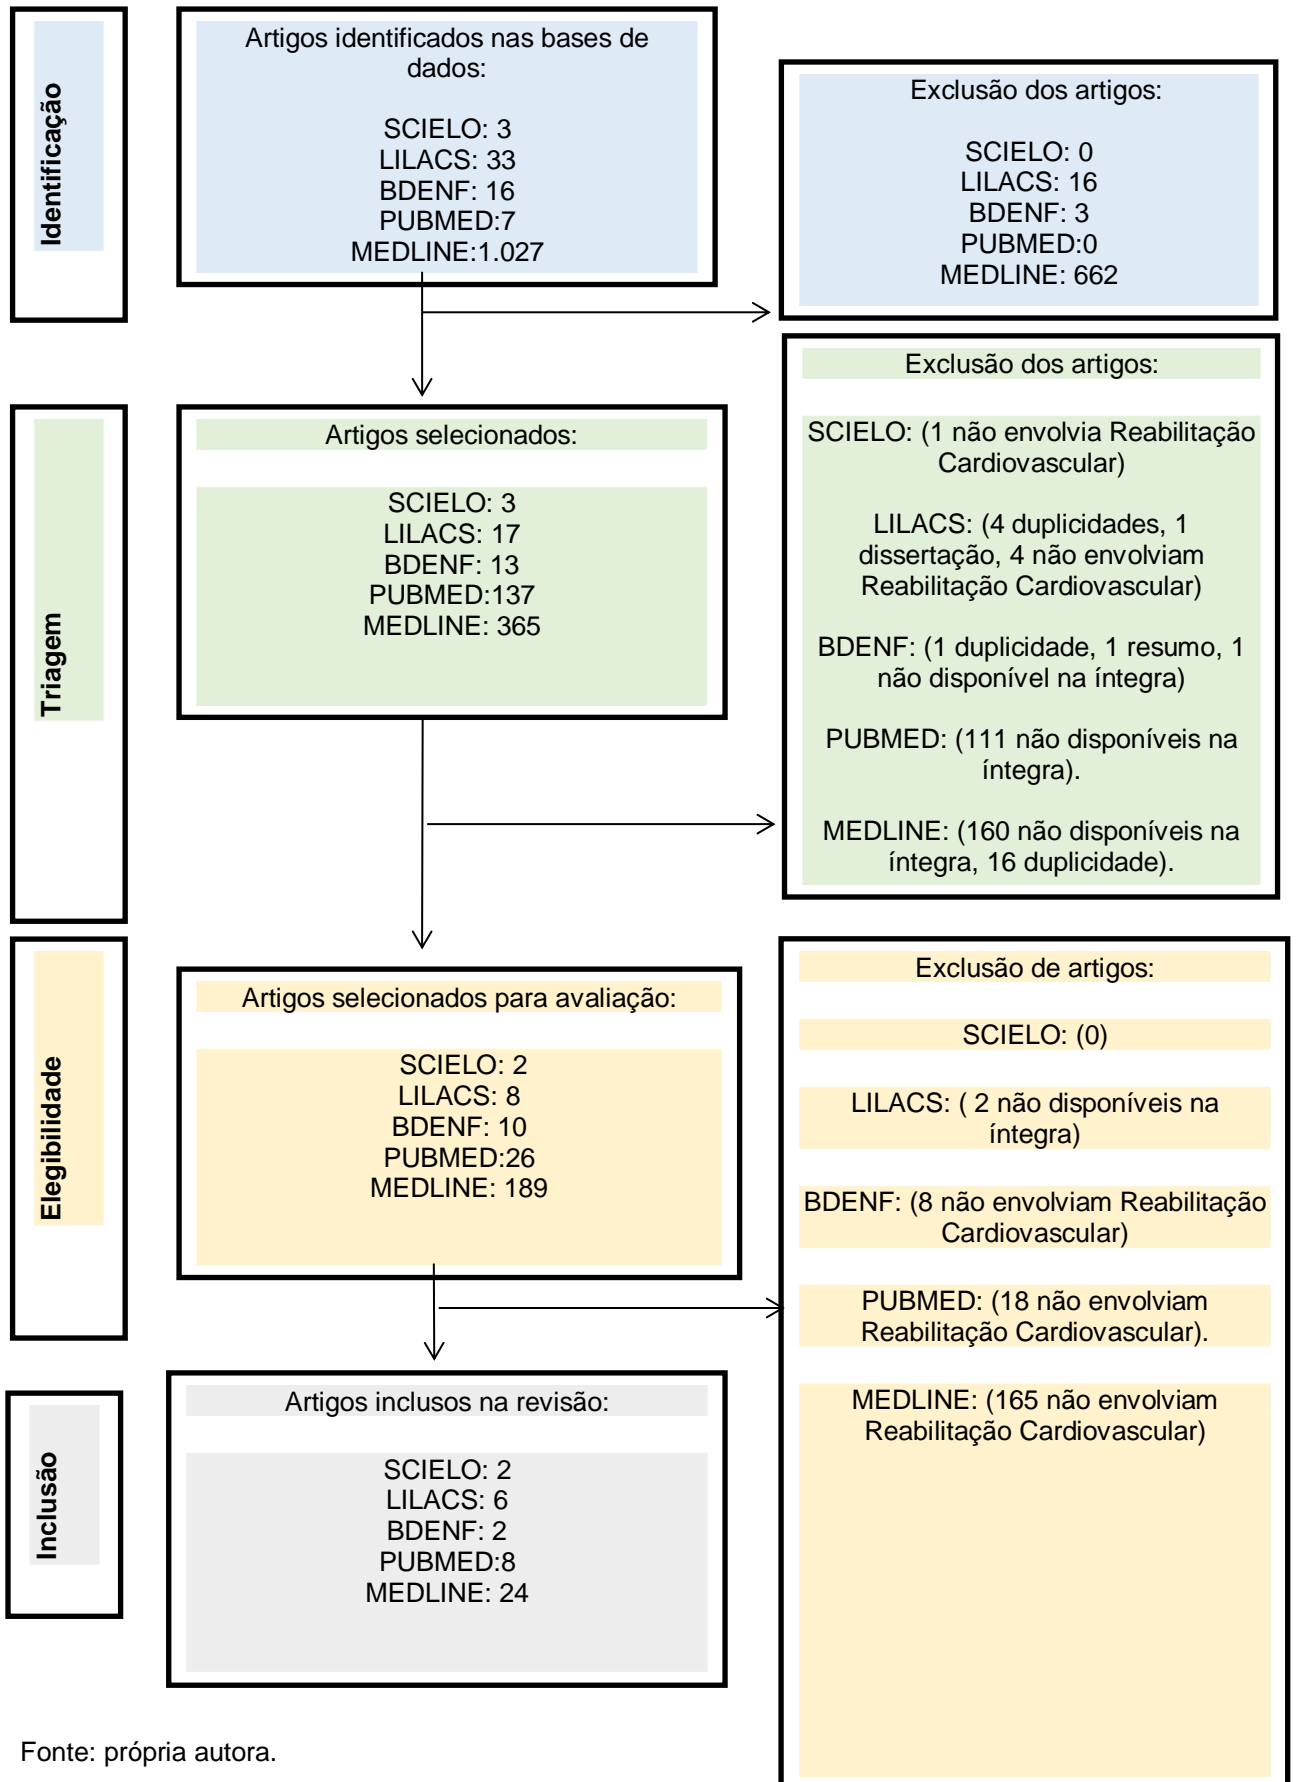 Identificação
Artigos identificados nas bases de
dados:
SCIELO: 3
LILACS: 33
BDENF: 16
PUBMED:7
MEDLINE:1.027
Exclusão dos artigos:
SCIELO: 0
LILACS: 16
BDENF: 3
PUBMED:0
MEDLINE: 662
Triagem
Artigos selecionados:
SCIELO: 3
LILACS: 17
BDENF: 13
PUBMED:137
MEDLINE: 365
Exclusão dos artigos:
SCIELO: (1 não envolvia Reabilitação
Cardiovascular)
LILACS: (4 duplicidades, 1
dissertação, 4 não envolviam
Reabilitação Cardiovascular)
BDENF: (1 duplicidade, 1 resumo, 1
não disponível na íntegra)
PUBMED: (111 não disponíveis na
íntegra).
MEDLINE: (160 não disponíveis na
íntegra, 16 duplicidade).
Elegibilidade
Artigos selecionados para avaliação:
SCIELO: 2
LILACS: 8
BDENF: 10
PUBMED:26
MEDLINE: 189
Exclusão de artigos:
SCIELO: (0)
LILACS: ( 2 não disponíveis na
íntegra)
BDENF: (8 não envolviam Reabilitação
Cardiovascular)
PUBMED: (18 não envolviam
Reabilitação Cardiovascular).
MEDLINE: (165 não envolviam
Reabilitação Cardiovascular)
Inclusão
Artigos inclusos na revisão:
SCIELO: 2
LILACS: 6
BDENF: 2
PUBMED:8
MEDLINE: 24
Fonte: própria autora.